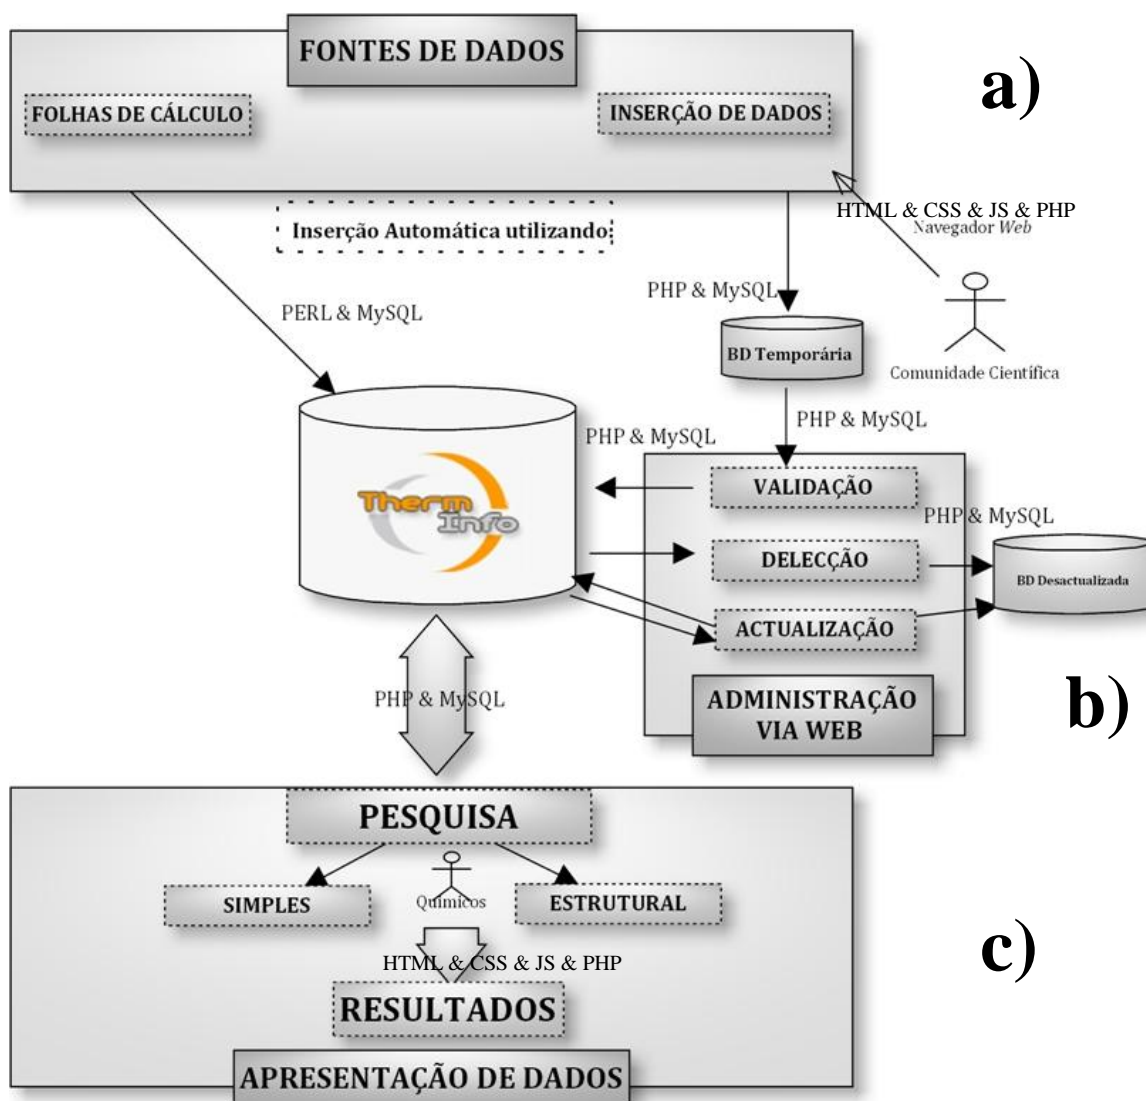 FONTES DE DADOS
a)
FOLHAS DE CÁLCULO
INSERÇÃO DE DADOS
HTML & CSS & JS & PHP
Navegador Web
Inserção Automática utilizando
PHP & MySQL
PERL & MySQL
BD Temporária
Comunidade Científica
PHP & MySQL
PHP & MySQL
Therm
Info
VALIDAÇÃO
PHP & MySQL
DELECÇÃO
BD Desactualizada
ACTUALIZAÇÃO
b)
PHP & MySQL
ADMINISTRAÇÃO
VIA WEB
PESQUISA
SIMPLES
Químicos
ESTRUTURAL
c)
HTML & CSS & JS & PHP
RESULTADOS
APRESENTAÇÃO DE DADOS